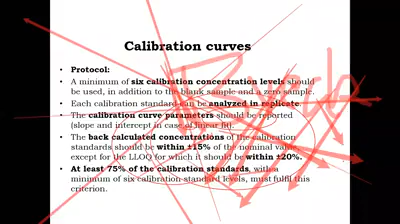 Calibration curves
• Protocol:
• A minimum of six calibration concentration levels should
be used, in addition to the blank sample and a zero sample.
• Each calibration standard can be analyzed in replicate.
• The calibration curve parameters should be reported
(slope and intercept in case of linear fit).
• The back calculated concentrations of the calibration
standards should be within ±15% of the nominal value,
except for the LLOQ for which it should be within ±20%.
• At least 75% of the calibration standards, with a
minimum of six calibration standard levels, must fulfil this
criterion.